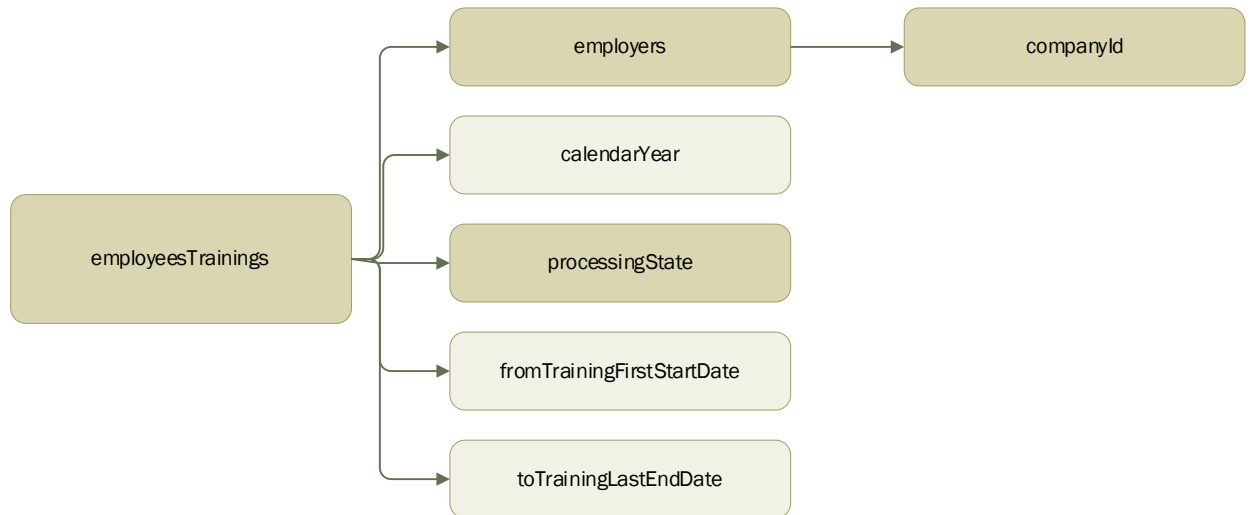 employers
companyId
calendarYear
employeesTrainings
processingState
fromTrainingFirstStartDate
toTrainingLastEndDate